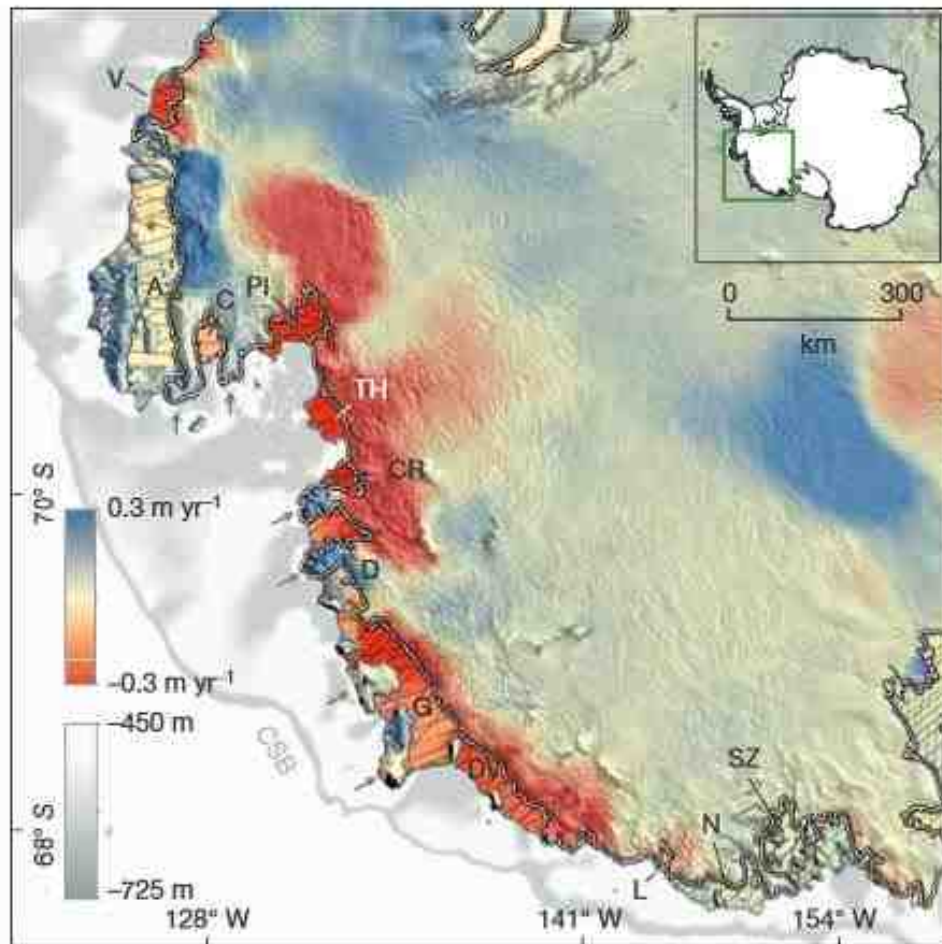 V
0 300
km
A
C
PI
TH
CR
70° S
0.3 m yr⁻¹
D
–0.3 m yr⁻¹
–450 m
G
CSB
DV
SZ
N
68° S
L
–725 m
128° W 141° W 154° W